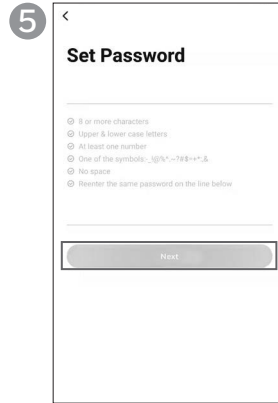 5
Set Password
8 or more characters
Upper & lower case letters
At least one number
One of the symbols:-_!@%^.~?#$=+*,&
No space
Reenter the same password on the line below
Next